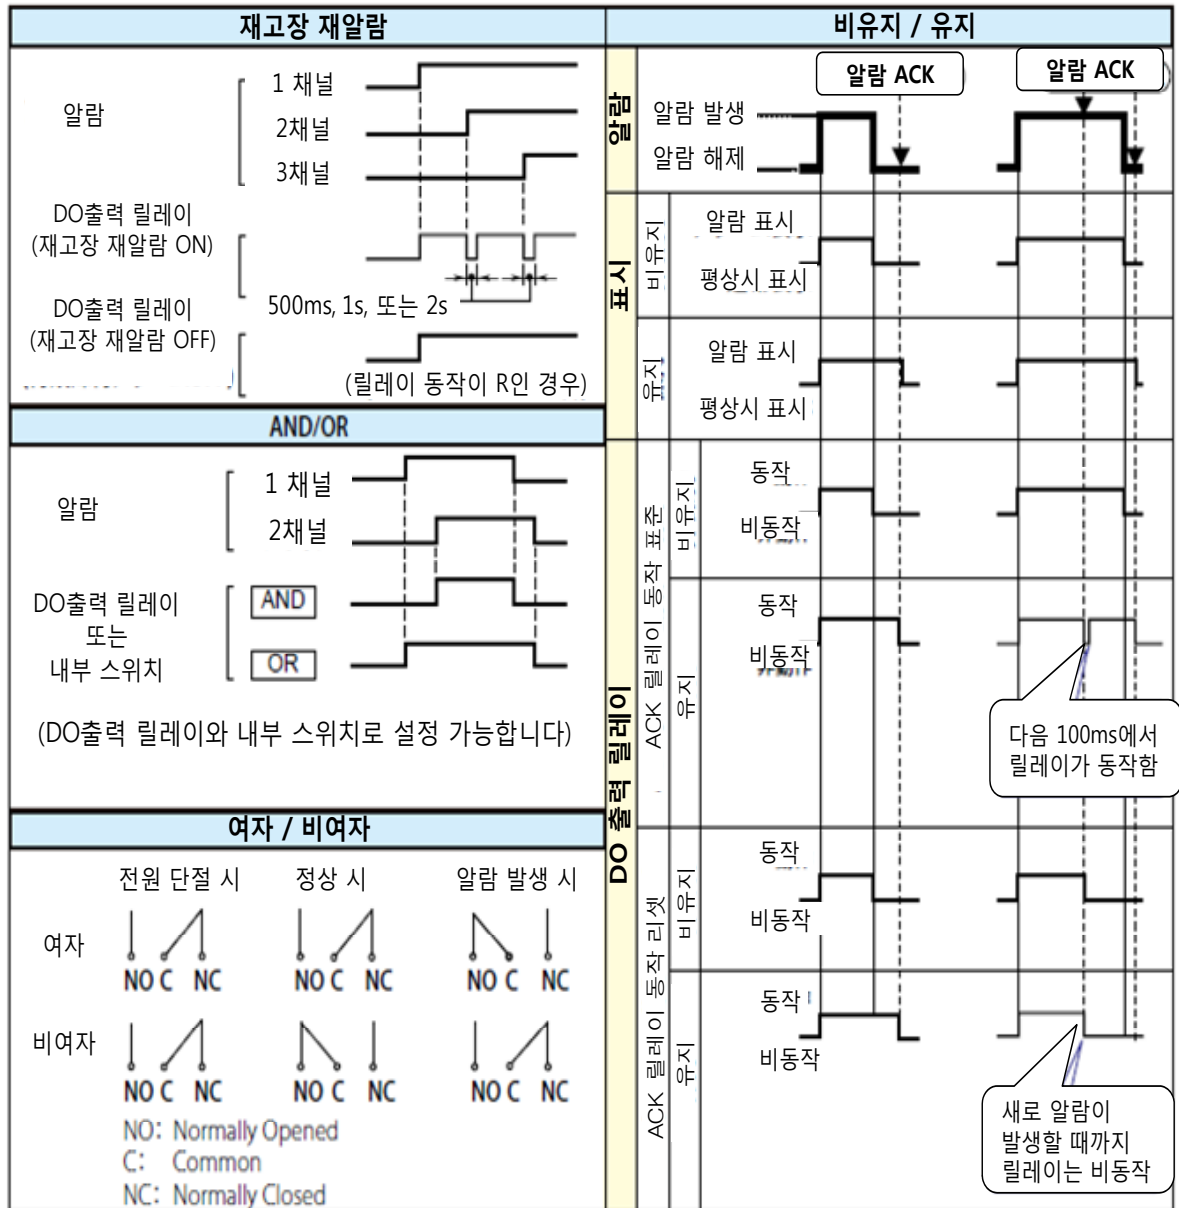 재고장 재알람
알람
1 채널
2채널
3채널
DO출력 릴레이
(재고장 재알람 ON)
500ms, 1s, 또는 2s
DO출력 릴레이
(재고장 재알람 OFF)
(릴레이 동작이 R인 경우)
AND/OR
알람
1 채널
2채널
DO출력 릴레이
또는
내부 스위치
AND
OR
(DO출력 릴레이와 내부 스위치로 설정 가능합니다)
여자 / 비여자
전원 단절 시
정상 시
알람 발생 시
여자
NO C NC
NO C NC
NO C NC
비여자
NO C NC
NO C NC
NO C NC
NO: Normally Opened
C: Common
NC: Normally Closed
비유지 / 유지
알람
알람 ACK
알람 ACK
알람 발생
알람 해제
표시
비유지
알람 표시
평상시 표시
유지
알람 표시
평상시 표시
DO 출력 릴레이
ACK 릴레이 동작 표준
비유지
동작
비동작
유지
동작
비동작
다음 100ms에서
릴레이가 동작함
ACK 릴레이 동작 리셋
비유지
동작
비동작
유지
동작
비동작
새로 알람이
발생할 때까지
릴레이는 비동작